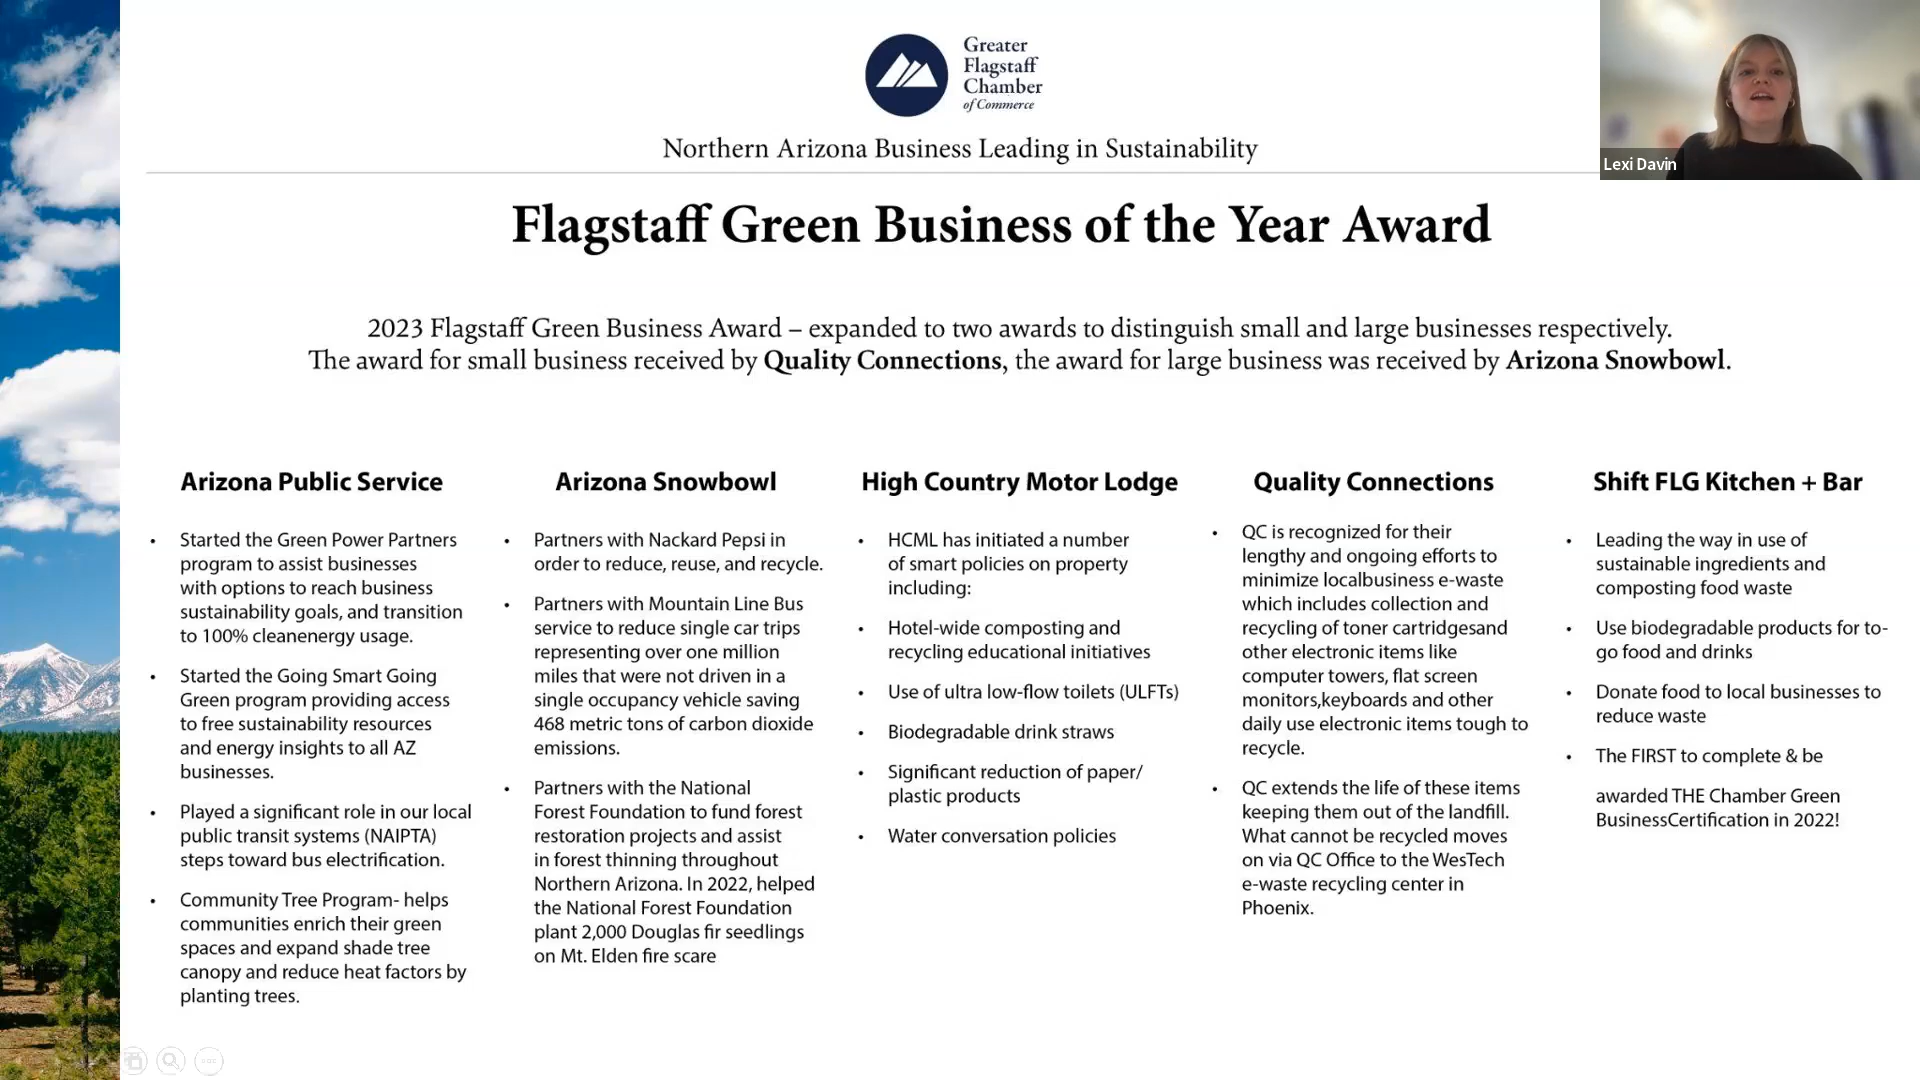 Greater
Flagstaff
Chamber
of Commerce
Northern Arizona Business Leading in Sustainability
Lexi Davin
Flagstaff Green Business of the Year Award
2023 Flagstaff Green Business Award – expanded to two awards to distinguish small and large businesses respectively.
The award for small business received by Quality Connections, the award for large business was received by Arizona Snowbowl.
Arizona Public Service
• Started the Green Power Partners
program to assist businesses
with options to reach business
sustainability goals, and transition
to 100% cleanenergy usage.
• Started the Going Smart Going
Green program providing access
to free sustainability resources
and energy insights to all AZ
businesses.
• Played a significant role in our local
public transit systems (NAIPTA)
steps toward bus electrification.
• Community Tree Program- helps
communities enrich their green
spaces and expand shade tree
canopy and reduce heat factors by
planting trees.
Arizona Snowbowl
• Partners with Nackard Pepsi in
order to reduce, reuse, and recycle.
• Partners with Mountain Line Bus
service to reduce single car trips
representing over one million
miles that were not driven in a
single occupancy vehicle saving
468 metric tons of carbon dioxide
emissions.
• Partners with the National
Forest Foundation to fund forest
restoration projects and assist
in forest thinning throughout
Northern Arizona. In 2022, helped
the National Forest Foundation
plant 2,000 Douglas fir seedlings
on Mt. Elden fire scare
High Country Motor Lodge
• HCML has initiated a number
of smart policies on property
including:
• Hotel-wide composting and
recycling educational initiatives
• Use of ultra low-flow toilets (ULFTs)
• Biodegradable drink straws
• Significant reduction of paper/
plastic products
• Water conversation policies
Quality Connections
• QC is recognized for their
lengthy and ongoing efforts to
minimize localbusiness e-waste
which includes collection and
recycling of toner cartridgesand
other electronic items like
computer towers, flat screen
monitors,keyboards and other
daily use electronic items tough to
recycle.
• QC extends the life of these items
keeping them out of the landfill.
What cannot be recycled moves
on via QC Office to the WesTech
e-waste recycling center in
Phoenix.
Shift FLG Kitchen + Bar
• Leading the way in use of
sustainable ingredients and
composting food waste
• Use biodegradable products for to-
go food and drinks
• Donate food to local businesses to
reduce waste
• The FIRST to complete & be
awarded THE Chamber Green
BusinessCertification in 2022!